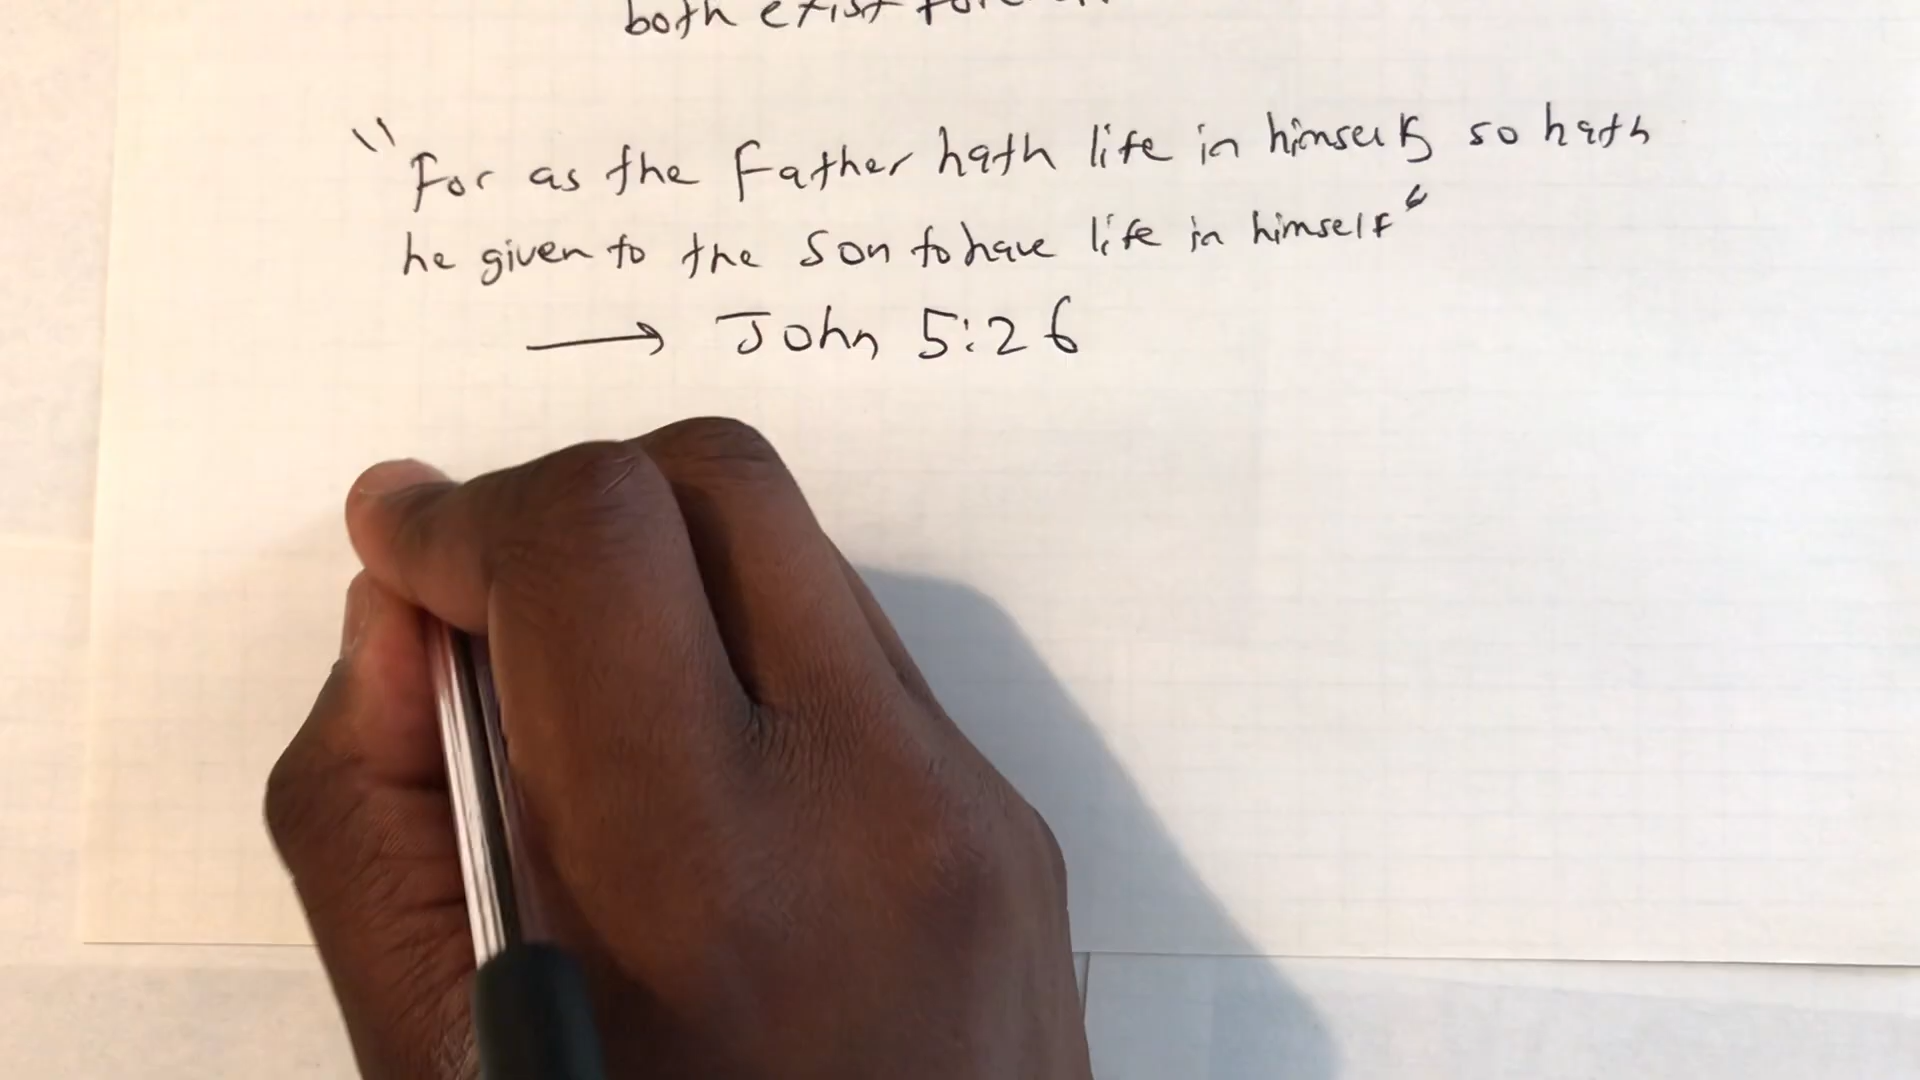 both exist
"For as the Father hath life in himself; so hath
he given to the Son to have life in himself"
→ John 5:26